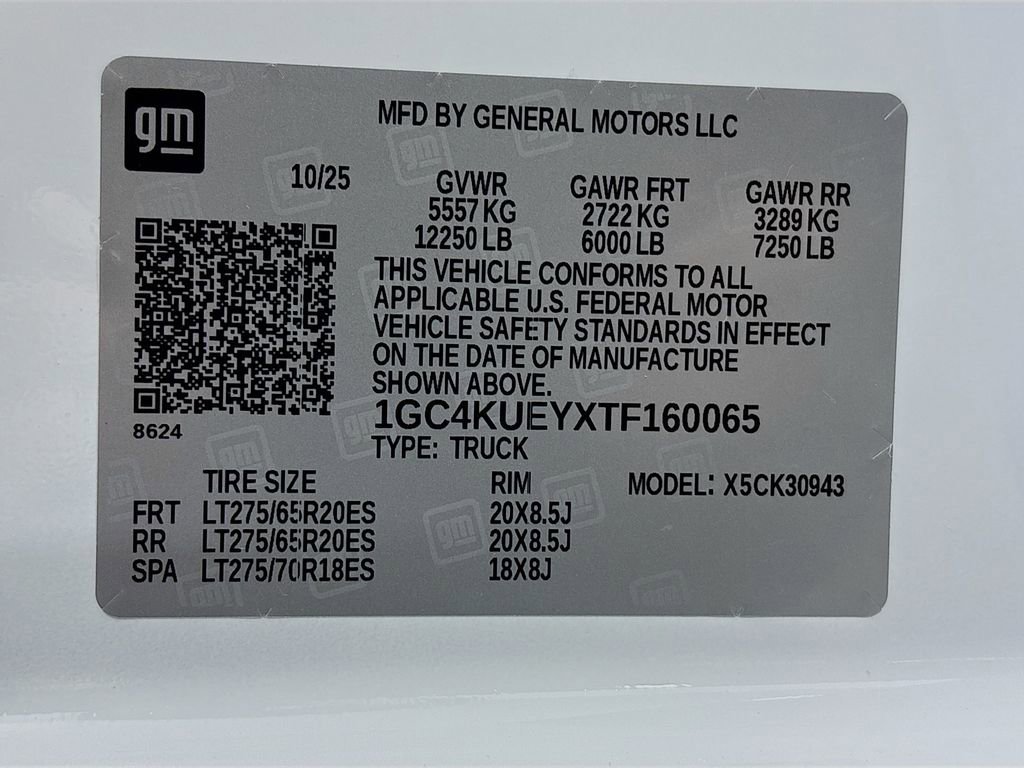 gm
MFD BY GENERAL MOTORS LLC
10/25 GVWR GAWR FRT GAWR RR
5557 KG 2722 KG 3289 KG
12250 LB 6000 LB 7250 LB
THIS VEHICLE CONFORMS TO ALL
APPLICABLE U.S. FEDERAL MOTOR
VEHICLE SAFETY STANDARDS IN EFFECT
ON THE DATE OF MANUFACTURE
SHOWN ABOVE.
1GC4KUEYXTF160065
8624
TYPE: TRUCK
TIRE SIZE RIM MODEL: X5CK30943
FRT LT275/65R20ES 20X8.5J
RR LT275/65R20ES 20X8.5J
SPA LT275/70R18ES 18X8J